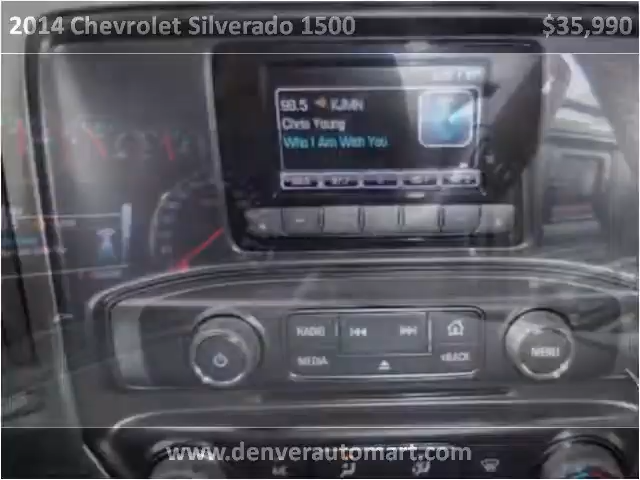 2014 Chevrolet Silverado 1500 $35,990
98.5 KJMN
Chris Young
Who I Am With You
RADIO
MEDIA
BACK
MENU
www.denverautomart.com